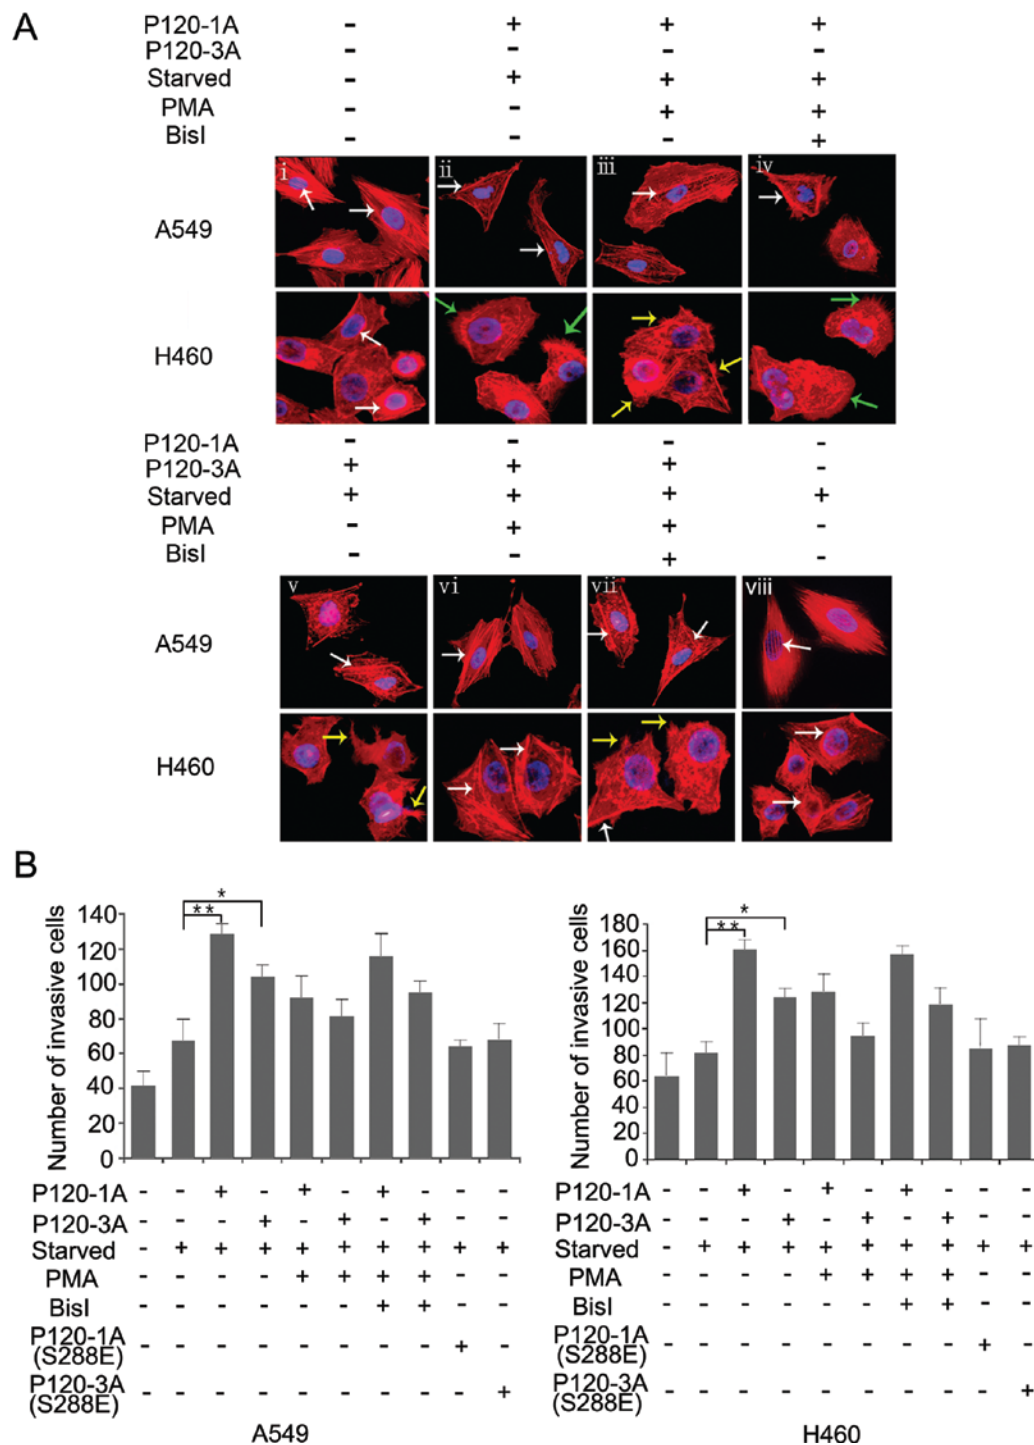 A
P120-1A - + + +
P120-3A - - - -
Starved - + + +
PMA - - + +
BisI - - - +
i ii iii iv
A549
H460
P120-1A - - - -
P120-3A + + + -
Starved + + + +
PMA - + + -
BisI - - + -
v vi vii viii
A549
H460
B
Number of invasive cells
140
120
100
80
60
40
20
0
*
**
P120-1A - - + - + - + - - -
P120-3A - - - + - + - + - -
Starved - + + + + + + + + +
PMA - - - - + + + + - -
BisI - - - - - - + + - -
P120-1A
(S288E) - - - - - - - - + -
P120-3A
(S288E) - - - - - - - - - +
A549
Number of invasive cells
180
160
140
120
100
80
60
40
20
0
*
**
P120-1A - - + - + - + - - -
P120-3A - - - + - + - + - -
Starved - + + + + + + + + +
PMA - - - - + + + + - -
BisI - - - - - - + + - -
P120-1A
(S288E) - - - - - - - - + -
P120-3A
(S288E) - - - - - - - - - +
H460